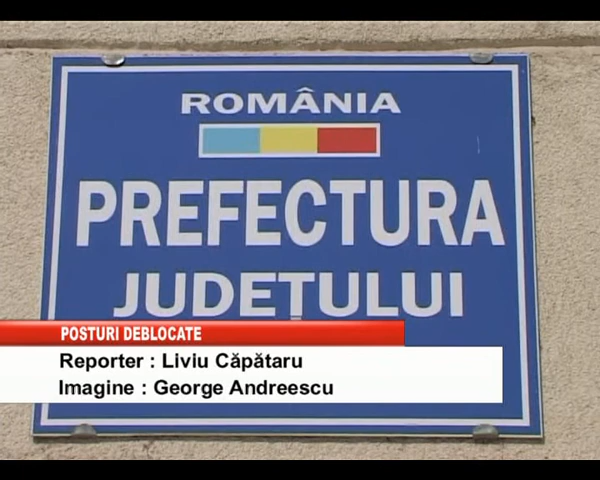 ROMÂNIA
PREFECTURA
JUDEȚULUI
POSTURI DEBLOCATE
Reporter : Liviu Căpătaru
Imagine : George Andreescu